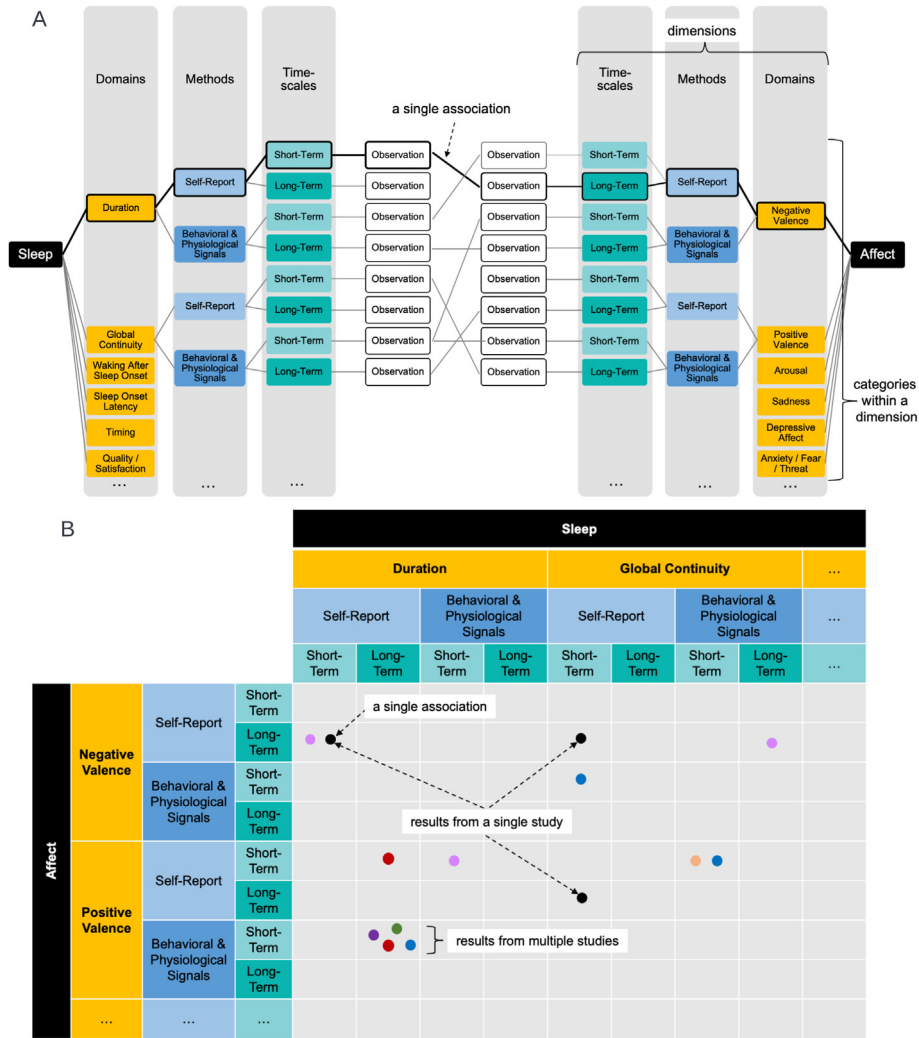 A
dimensions
Domains
Methods
Time-
scales
Time-
scales
Methods
Domains
a single association
Short-Term
Observation
Observation
Short-Term
Self-Report
Long-Term
Observation
Observation
Long-Term
Self-Report
Duration
Short-Term
Observation
Observation
Short-Term
Negative
Valence
Behavioral &
Physiological
Signals
Behavioral &
Physiological
Signals
Sleep
Long-Term
Observation
Observation
Long-Term
Affect
Short-Term
Observation
Observation
Short-Term
Self-Report
Long-Term
Observation
Observation
Long-Term
Self-Report
Global
Continuity
Short-Term
Observation
Observation
Short-Term
Positive
Valence
Waking After
Sleep Onset
Behavioral &
Physiological
Signals
Long-Term
Observation
Observation
Long-Term
Behavioral &
Physiological
Signals
Arousal
categories
within a
dimension
Sleep Onset
Latency
Sadness
Timing
Depressive
Affect
Quality /
Satisfaction
Anxiety / Fear
/ Threat
...
...
...
...
...
...
B
Sleep
Duration
Global Continuity
...
Self-Report
Behavioral &
Physiological
Signals
Self-Report
Behavioral &
Physiological
Signals
...
Short-
Term
Long-
Term
Short-
Term
Long-
Term
Short-
Term
Long-
Term
Short-
Term
Long-
Term
...
Affect
Negative
Valence
Self-Report
Short-
Term
a single association
Long-
Term
Behavioral &
Physiological
Signals
Short-
Term
Long-
Term
results from a single study
Positive
Valence
Self-Report
Short-
Term
Long-
Term
Behavioral &
Physiological
Signals
Short-
Term
results from multiple studies
Long-
Term
...
...
...